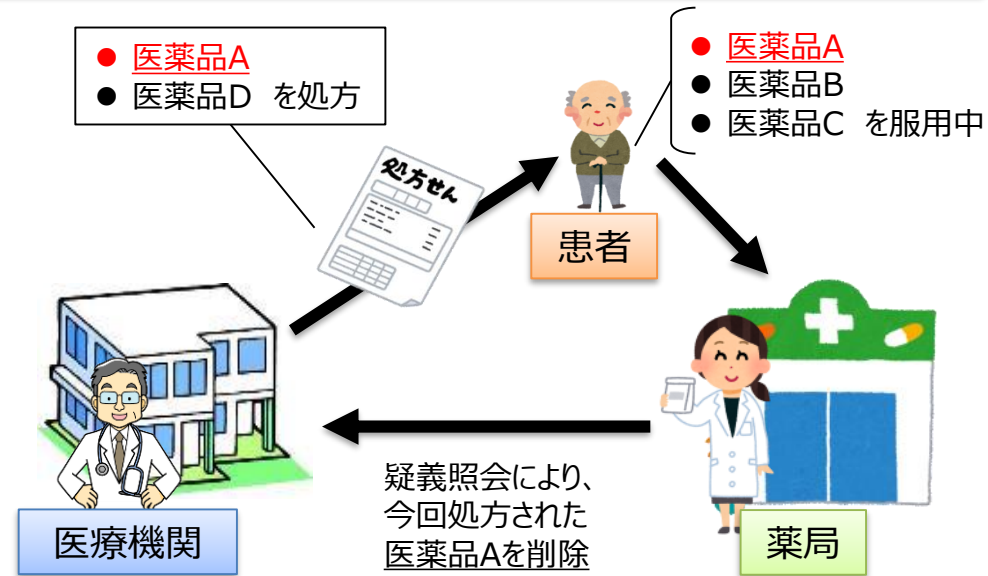 ● 医薬品A
● 医薬品D を処方
● 医薬品A
● 医薬品B
● 医薬品C を服用中
処方せん
患者
医療機関
疑義照会により、
今回処方された
医薬品Aを削除
薬局